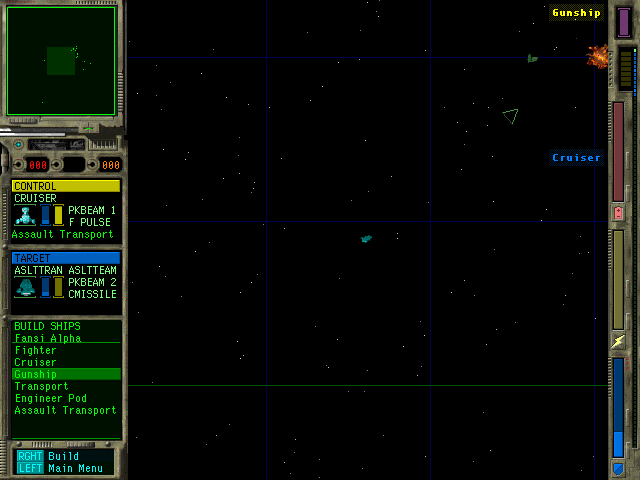 Gunship
Cruiser
000 000
CONTROL
CRUISER
PKBEAM 1
F PULSE
Assault Transport
TARGET
ASLTTRAN ASLTTEAM
PKBEAM 2
CMISSILE
BUILD SHIPS
Fansi Alpha
Fighter
Cruiser
Gunship
Transport
Engineer Pod
Assault Transport
RGHT Build
LEFT Main Menu